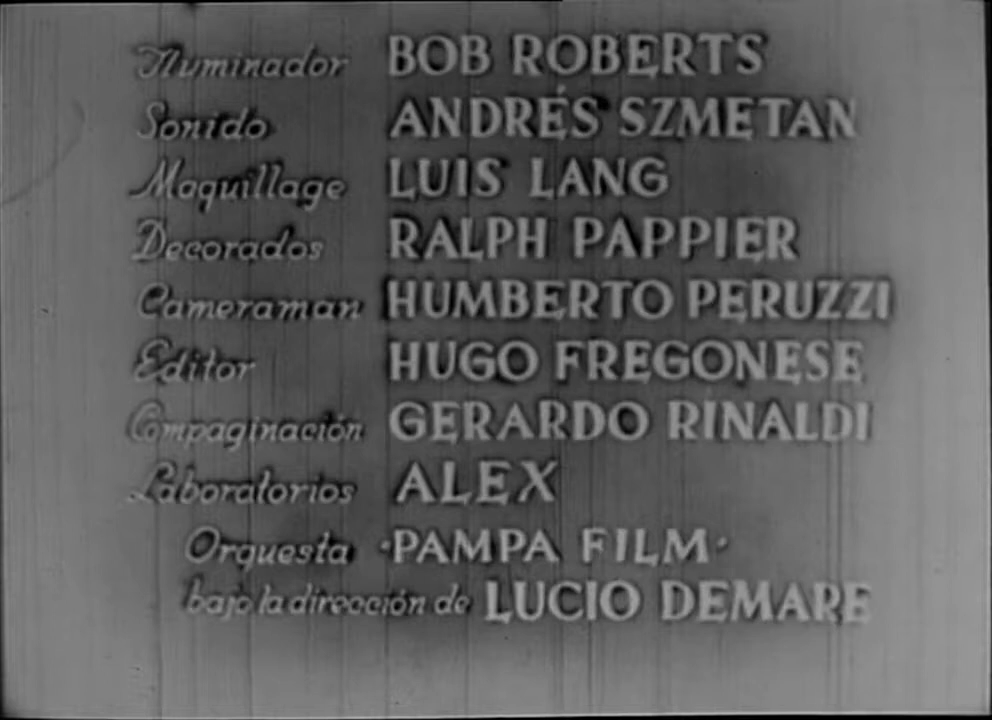 Iluminador BOB ROBERTS
Sonido ANDRÉS SZMETAN
Maquillage LUIS LANG
Decorados RALPH PAPPIER
Cameraman HUMBERTO PERUZZI
Editor HUGO FREGONESE
Compaginación GERARDO RINALDI
Laboratorios ALEX
Orquesta "PAMPA FILM"
bajo la dirección de LUCIO DEMARE